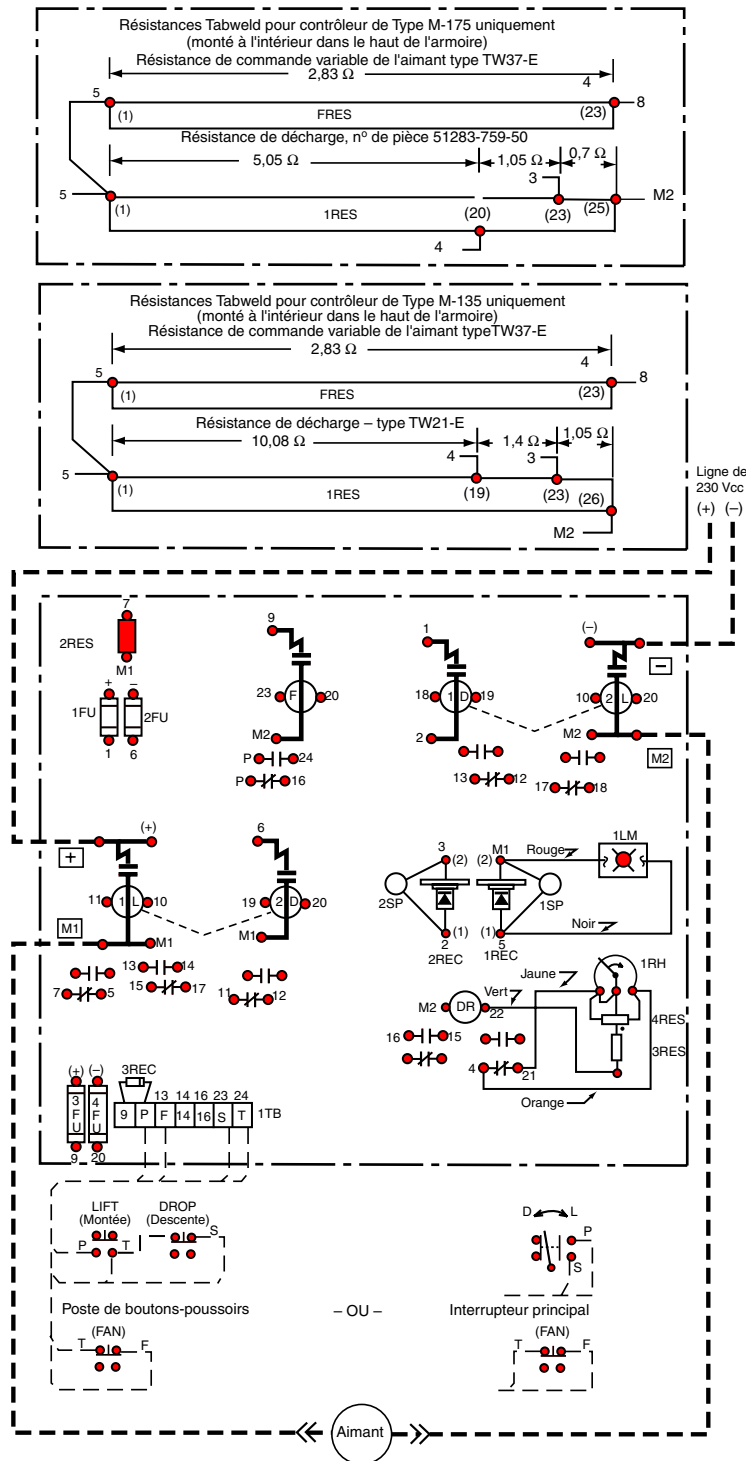 Résistances Tabweld pour contrôleur de Type M-175 uniquement
(monté à l'intérieur dans le haut de l'armoire)
Résistance de commande variable de l'aimant type TW37-E
2,83 Ω
5
4
8
(1)
FRES
(23)
Résistance de décharge, nº de pièce 51283-759-50
5,05 Ω
1,05 Ω
0,7 Ω
3
5
M2
(1)
1RES
(20)
(23)
(25)
4
Résistances Tabweld pour contrôleur de Type M-135 uniquement
(monté à l'intérieur dans le haut de l'armoire)
Résistance de commande variable de l'aimant typeTW37-E
2,83 Ω
5
4
8
(1)
FRES
(23)
Résistance de décharge – type TW21-E
10,08 Ω
1,4 Ω
1,05 Ω
4
3
5
(1)
1RES
(19)
(23)
(26)
M2
Ligne de
230 Vcc
(+) (–)
7
2RES
M1
+ –
1FU
2FU
1
6
9
23
F
20
M2
P
24
P
16
1
18
1 D
19
2
13
12
(–)
–
10
2 L
20
M2
M2
17
18
(+)
+
11
1 L
10
M1
M1
13
14
7
5
15
17
6
19
2 D
20
M1
11
12
3
(2)
(2)
M1
Rouge
1LM
2SP
1SP
Noir
2
(1)
(1)
5
2REC
1REC
Jaune
1RH
Vert
M2
DR
22
4RES
16
15
3RES
4
21
Orange
(+) (–)
3 F U
4 F U
9
20
3REC
13 14 16 23 24
9 P F 14 16 S T
1TB
LIFT
(Montée)
DROP
(Descente)
P
T
S
D
L
P
S
Poste de boutons-poussoirs
– OU –
Interrupteur principal
(FAN)
T
F
(FAN)
T
F
Aimant